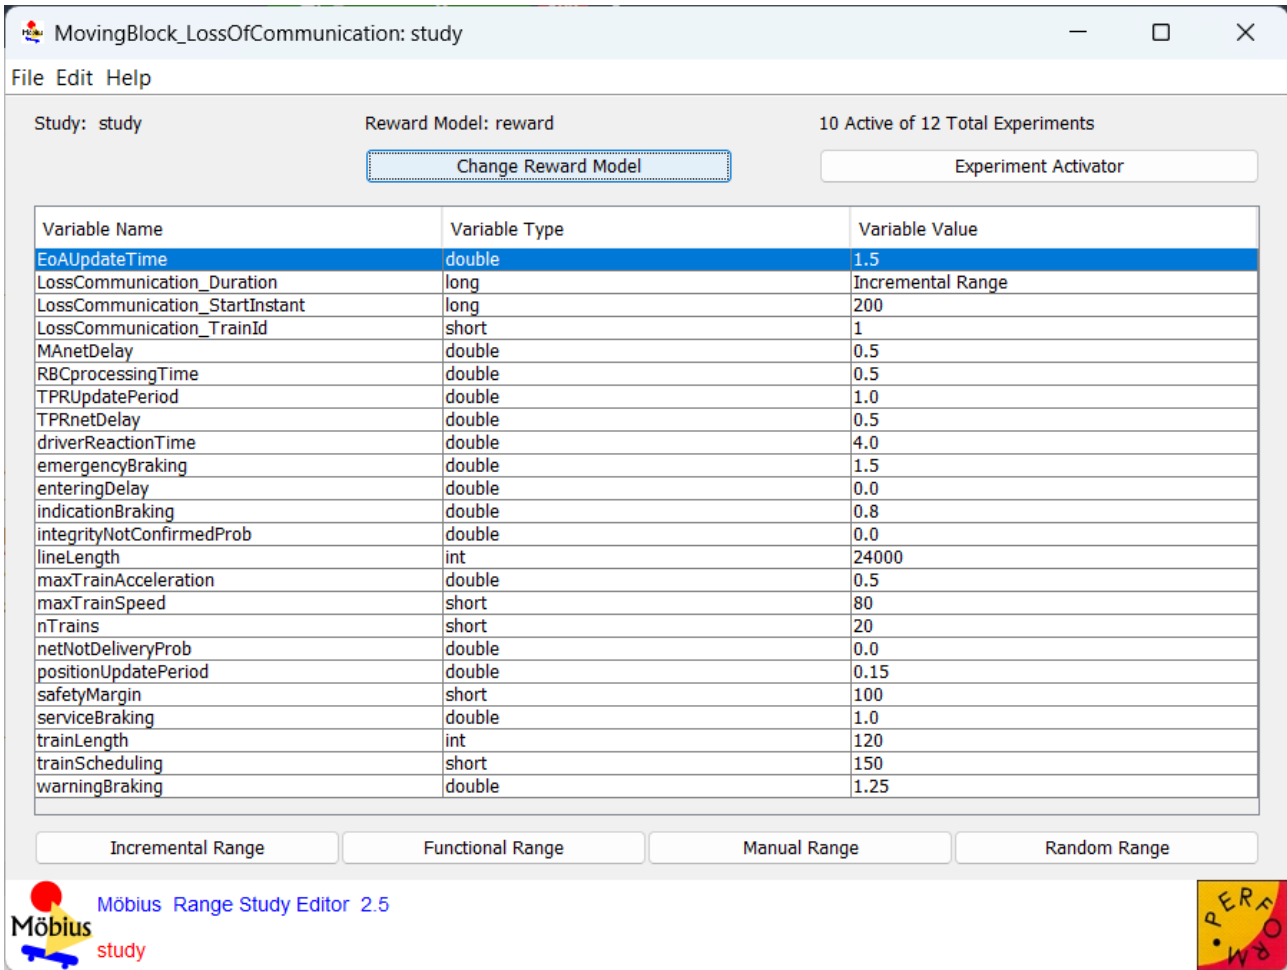 MovingBlock_LossOfCommunication: study
File Edit Help
Study: study Reward Model: reward 10 Active of 12 Total Experiments
Change Reward Model Experiment Activator
Variable Name Variable Type Variable Value
EoAUpdateTime double 1.5
LossCommunication_Duration long Incremental Range
LossCommunication_StartInstant long 200
LossCommunication_TrainId short 1
MAnetDelay double 0.5
RBCprocessingTime double 0.5
TPRUpdatePeriod double 1.0
TPRnetDelay double 0.5
driverReactionTime double 4.0
emergencyBraking double 1.5
enteringDelay double 0.0
indicationBraking double 0.8
integrityNotConfirmedProb double 0.0
lineLength int 24000
maxTrainAcceleration double 0.5
maxTrainSpeed short 80
nTrains short 20
netNotDeliveryProb double 0.0
positionUpdatePeriod double 0.15
safetyMargin short 100
serviceBraking double 1.0
trainLength int 120
trainScheduling short 150
warningBraking double 1.25
Incremental Range Functional Range Manual Range Random Range
Möbius Möbius Range Study Editor 2.5
study
PERFORM